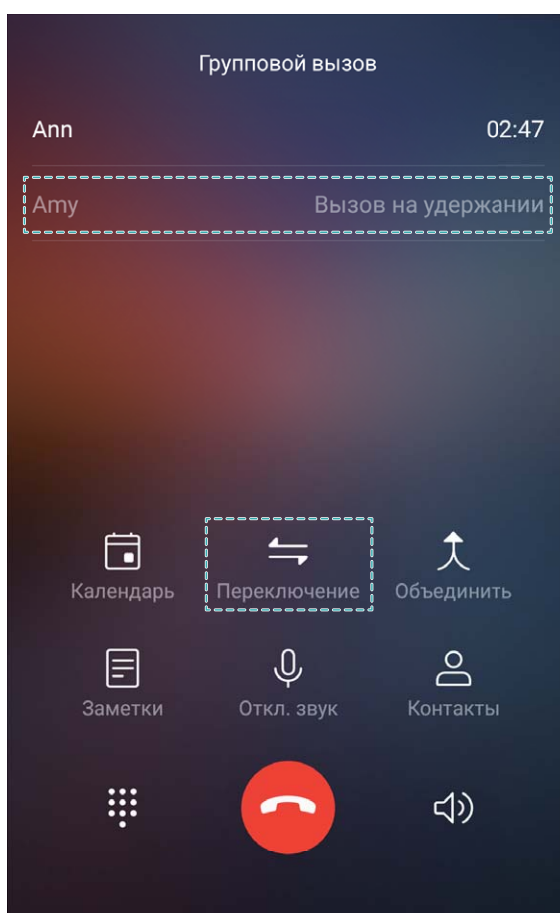 Групповой вызов
Ann 02:47
Amy Вызов на удержании
Календарь Переключение Объединить
Заметки Откл. звук Контакты